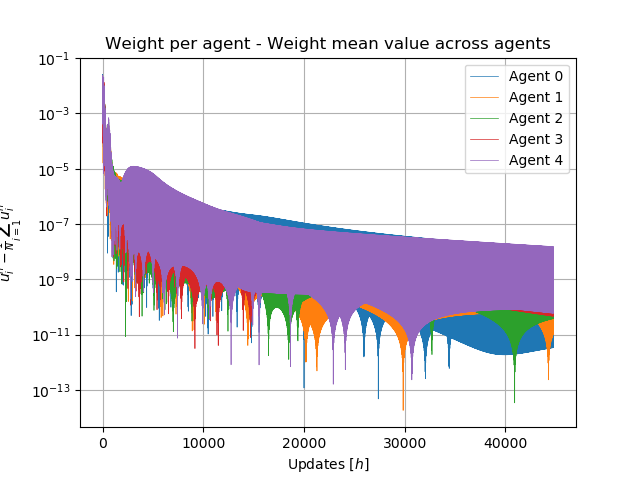 Weight per agent - Weight mean value across agents
10^{-1}
10^{-3}
10^{-5}
10^{-7}
10^{-9}
10^{-11}
10^{-13}
Agent 0
Agent 1
Agent 2
Agent 3
Agent 4
0 10000 20000 30000 40000
Updates [h]